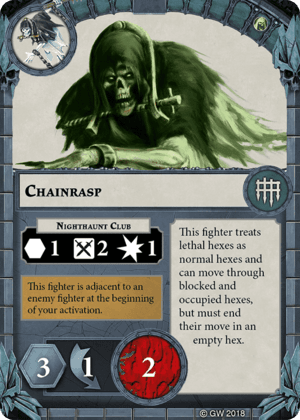 Chainrasp
Nighthaunt Club
1 2 1
This fighter is adjacent to an
enemy fighter at the beginning
of your activation.
This fighter treats
lethal hexes as
normal hexes and
can move through
blocked and
occupied hexes,
but must end
their move in an
empty hex.
3 1 2
© GW 2018